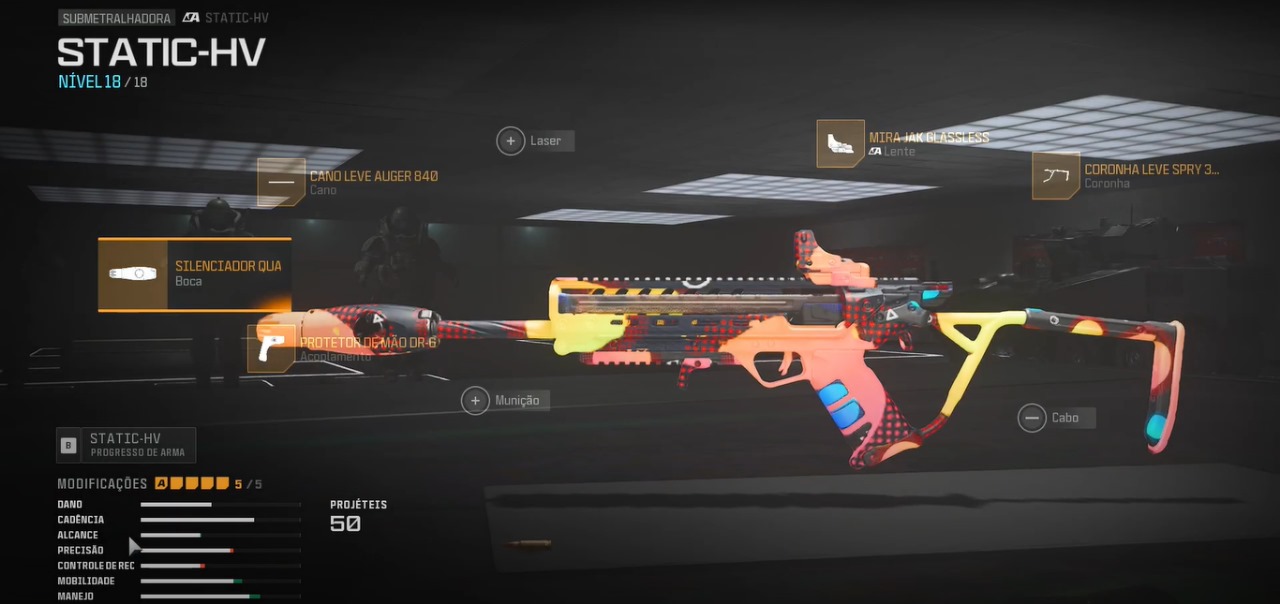 SUBMETRALHADORA STATIC-HV
STATIC-HV
NÍVEL 18 / 18
Laser
MIRA JAK GLASSLESS
Lente
CANO LEVE AUGER 840
Cano
CORONHA LEVE SPRY 3...
Coronha
SILENCIADOR QUA
Boca
PROTETOR DE MÃO DR-6
Acoplamento
Munição
Cabo
B STATIC-HV
PROGRESSO DE ARMA
MODIFICAÇÕES 5 / 5
DANO
CADÊNCIA
ALCANCE
PRECISÃO
CONTROLE DE REC
MOBILIDADE
MANEJO
PROJÉTEIS
50